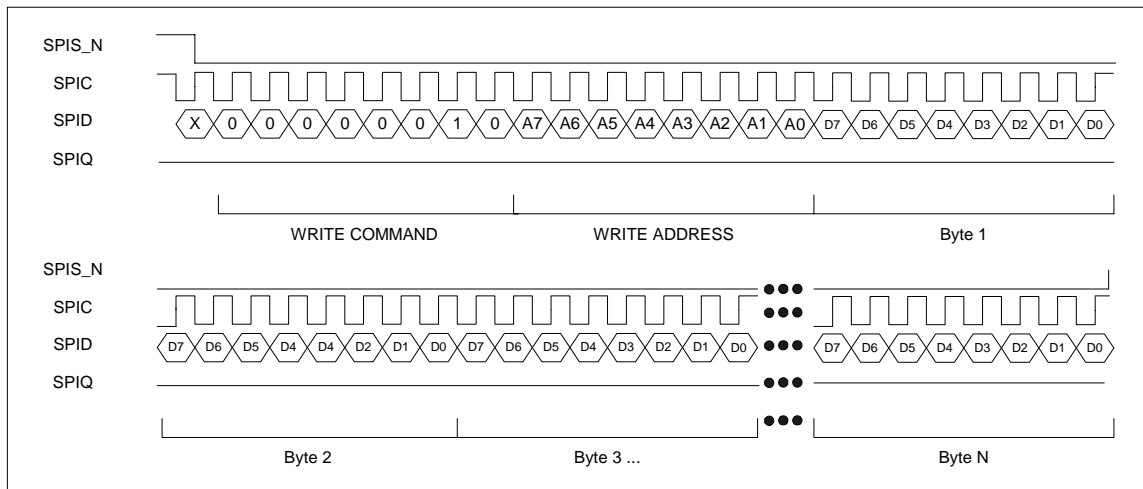 SPIS_N
SPIC
SPID X 0 0 0 0 0 0 1 0 A7 A6 A5 A4 A3 A2 A1 A0 D7 D6 D5 D4 D3 D2 D1 D0
SPIQ
WRITE COMMAND WRITE ADDRESS Byte 1
SPIS_N
SPIC
SPID D7 D6 D5 D4 D4 D2 D1 D0 D7 D6 D5 D4 D3 D2 D1 D0 D7 D6 D5 D4 D3 D2 D1 D0
SPIQ
Byte 2 Byte 3 ... Byte N